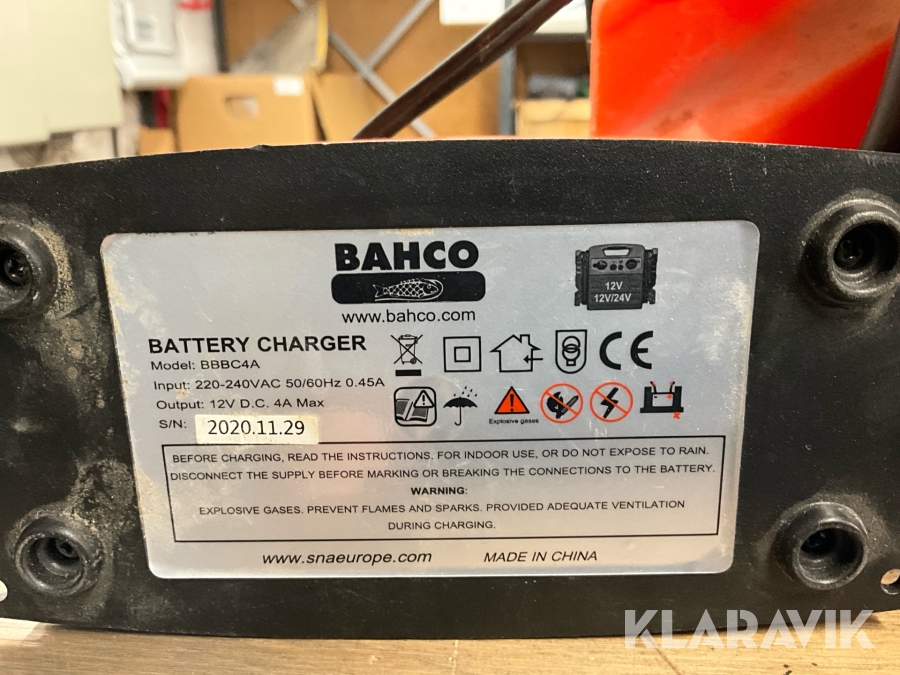 BAHCO
www.bahco.com
12V
12V/24V
BATTERY CHARGER
Model: BBBC4A
Input: 220-240VAC 50/60Hz 0.45A
Output: 12V D.C. 4A Max
S/N: 2020.11.29
CE
Explosive gases
BEFORE CHARGING, READ THE INSTRUCTIONS. FOR INDOOR USE, OR DO NOT EXPOSE TO RAIN.
DISCONNECT THE SUPPLY BEFORE MARKING OR BREAKING THE CONNECTIONS TO THE BATTERY.
WARNING:
EXPLOSIVE GASES. PREVENT FLAMES AND SPARKS. PROVIDED ADEQUATE VENTILATION
DURING CHARGING.
www.snaeurope.com MADE IN CHINA
KLARAVIK